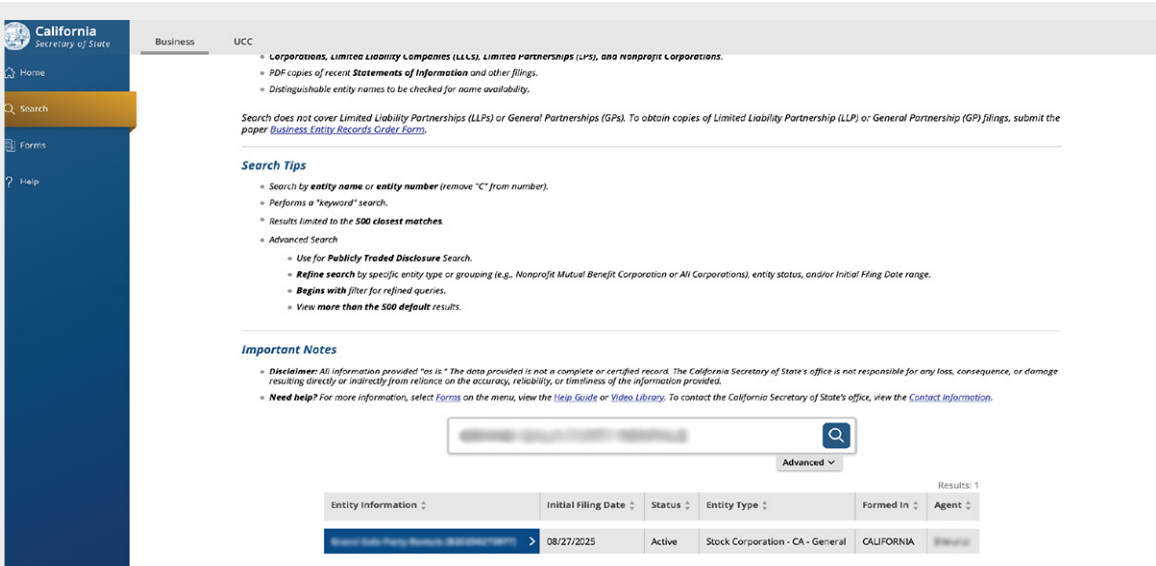 California
Secretary of State
Business
UCC
Home
Search
Forms
Help
Corporations, Limited Liability Companies (LLCs), Limited Partnerships (LPs), and Nonprofit Corporations.
PDF copies of recent Statements of Information and other filings.
Distinguishable entity names to be checked for name availability.
Search does not cover Limited Liability Partnerships (LLPs) or General Partnerships (GPs). To obtain copies of Limited Liability Partnership (LLP) or General Partnership (GP) filings, submit the
paper Business Entity Records Order Form.
Search Tips
Search by entity name or entity number (remove "C" from number).
Performs a "keyword" search.
Results limited to the 500 closest matches.
Advanced Search
Use for Publicly Traded Disclosure Search.
Refine search by specific entity type or grouping (e.g., Nonprofit Mutual Benefit Corporation or All Corporations), entity status, and/or Initial Filing Date range.
Begins with filter for refined queries.
View more than the 500 default results.
Important Notes
Disclaimer: All information provided "as is." The data provided is not a complete or certified record. The California Secretary of State's office is not responsible for any loss, consequence, or damage
resulting directly or indirectly from reliance on the accuracy, reliability, or timeliness of the information provided.
Need help? For more information, select Forms on the menu, view the Help Guide or Video Library. To contact the California Secretary of State's office, view the Contact Information.
Advanced
Results: 1
Entity Information Initial Filing Date Status Entity Type Formed In Agent
08/27/2025 Active Stock Corporation - CA - General CALIFORNIA